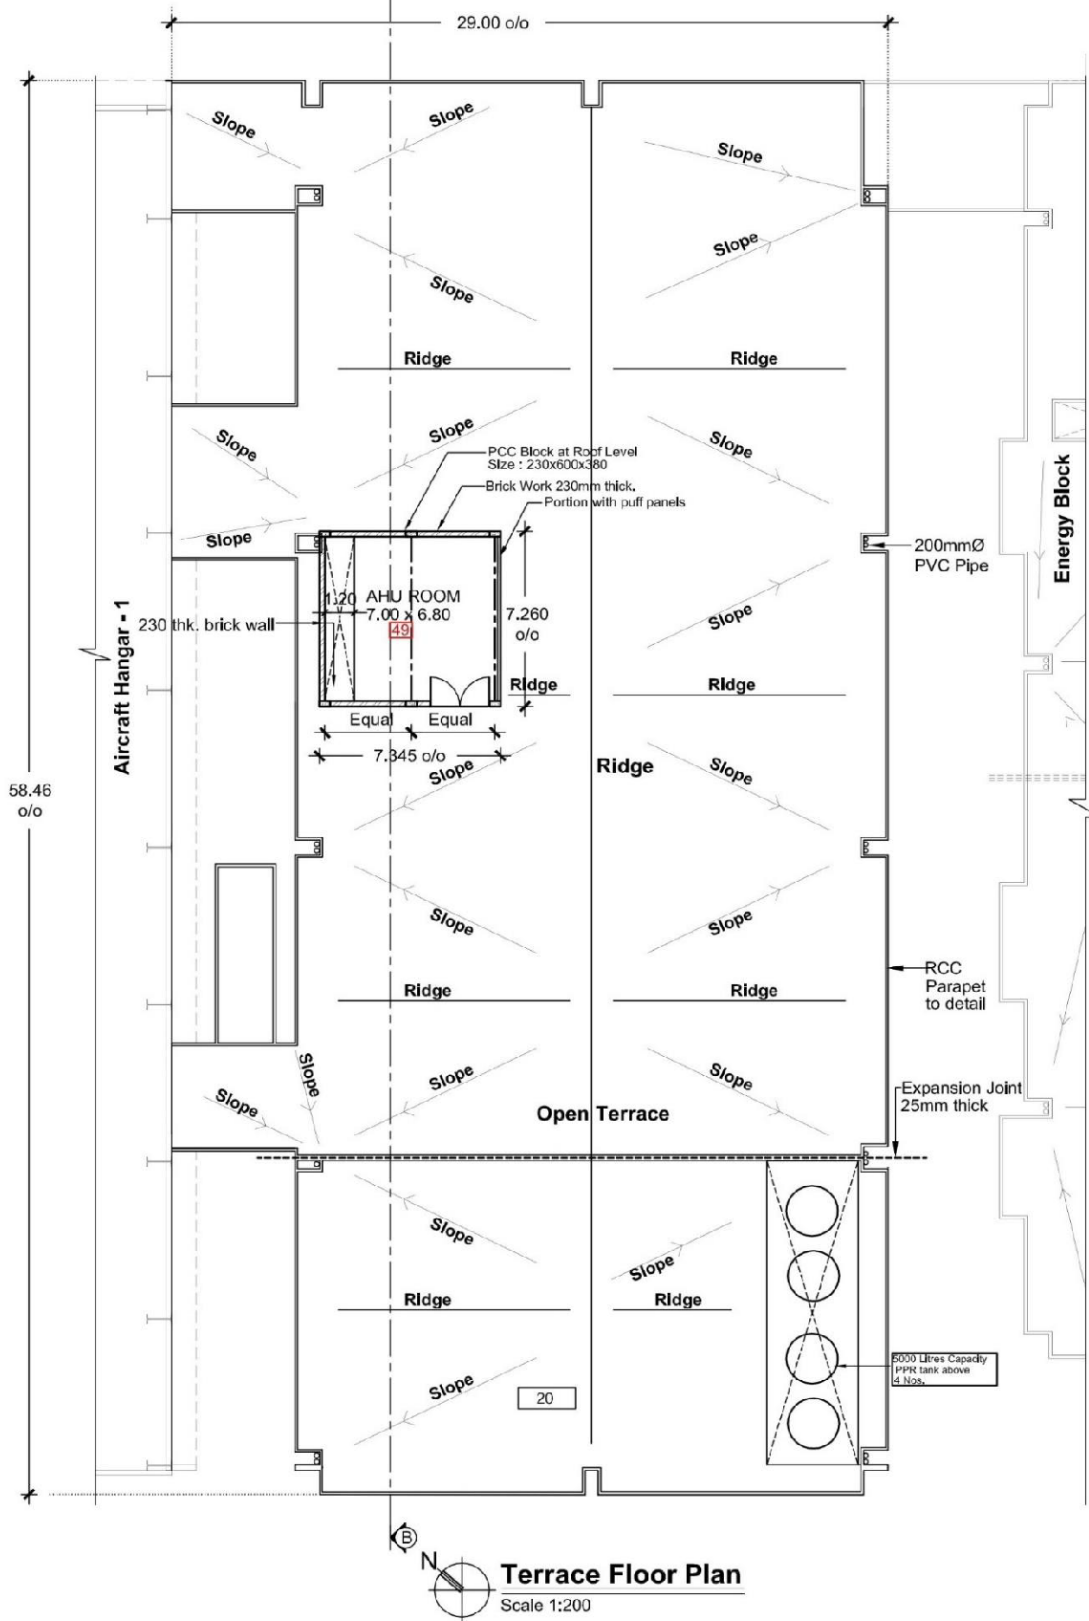 29.00 o/o
Slope
Slope
Slope
Slope
Slope
Ridge
Ridge
Slope
Slope
Slope
PCC Block at Roof Level
Size : 230x600x380
Brick Work 230mm thick.
Portion with puff panels
Slope
200mmØ
PVC Pipe
Energy Block
1.20
AHU ROOM
7.00 x 6.80
49
7.260
o/o
Slope
230 thk. brick wall
Aircraft Hangar - 1
Ridge
Ridge
Equal
Equal
7.345 o/o
Slope
Ridge
Slope
58.46
o/o
Slope
Slope
Ridge
Ridge
RCC
Parapet
to detail
Slope
Slope
Slope
Slope
Expansion Joint
25mm thick
Open Terrace
Slope
Slope
Ridge
Ridge
5000 Litres Capacity
PPR tank above
4 Nos.
Slope
20
B
N
Terrace Floor Plan
Scale 1:200